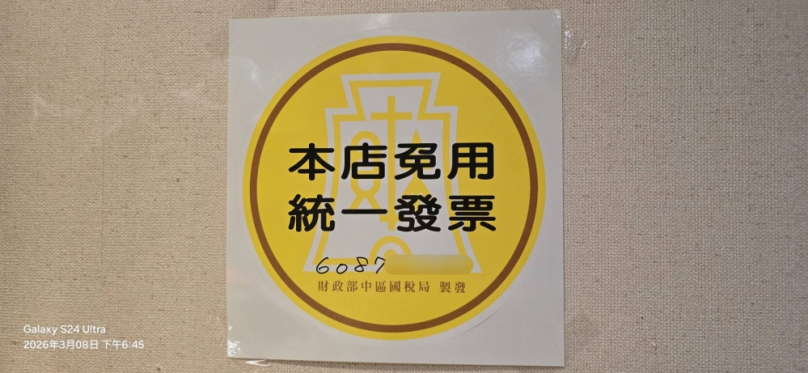 本店免用
統一發票
6087
財政部中區國稅局 製發
Galaxy S24 Ultra
2026年3月08日 下午6:45